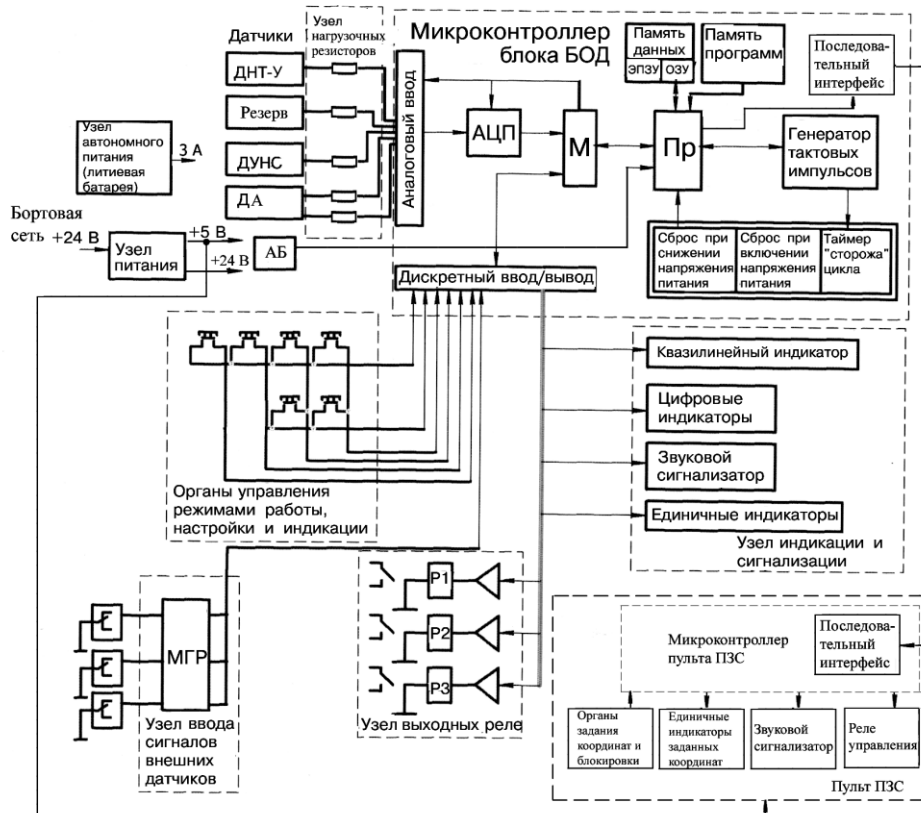 Датчики
Узел
нагрузочных
резисторов
ДНТ-У
Резерв
ДУНС
ДА
Узел
автономного
питания
(литиевая
батарея)
3 А
Бортовая
сеть
+24 В
Узел
питания
+5 В
+24 В
АБ
Микроконтроллер
блока БОД
Аналоговый ввод
АЦП
М
Память
данных
ЭПЗУ
ОЗУ
Память
программ
Последова-
тельный
интерфейс
Пр
Генератор
тактовых
импульсов
Сброс при
снижении
напряжения
питания
Сброс при
включении
напряжения
питания
Таймер
"сторожа"
цикла
Дискретный ввод/вывод
Органы управления
режимами работы,
настройки и индикации
Квазилинейный индикатор
Цифровые
индикаторы
Звуковой
сигнализатор
Единичные индикаторы
Узел индикации и
сигнализации
МГР
Узел ввода
сигналов
внешних
датчиков
Р1
Р2
Р3
Узел выходных реле
Микроконтроллер
пульта ПЗС
Последова-
тельный
интерфейс
Органы
задания
координат и
блокировки
Единичные
индикаторы
заданных
координат
Звуковой
сигнализатор
Реле
управления
Пульт ПЗС